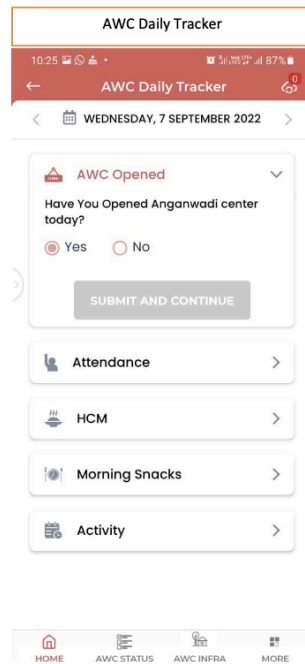 AWC Daily Tracker
10:25 87%
AWC Daily Tracker 0
WEDNESDAY, 7 SEPTEMBER 2022
AWC Opened
Have You Opened Anganwadi center
today?
Yes No
SUBMIT AND CONTINUE
Attendance
HCM
Morning Snacks
Activity
HOME AWC STATUS AWC INFRA MORE